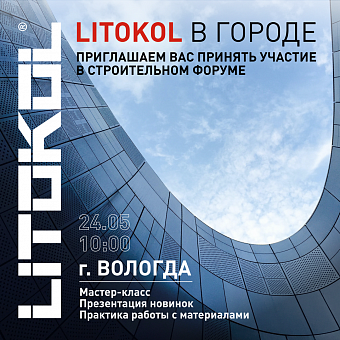 LITOKOL В ГОРОДЕ
ПРИГЛАШАЕМ ВАС ПРИНЯТЬ УЧАСТИЕ
В СТРОИТЕЛЬНОМ ФОРУМЕ
LITOKOL®
24.05
10:00
г. ВОЛОГДА
Мастер-класс
Презентация новинок
Практика работы с материалами